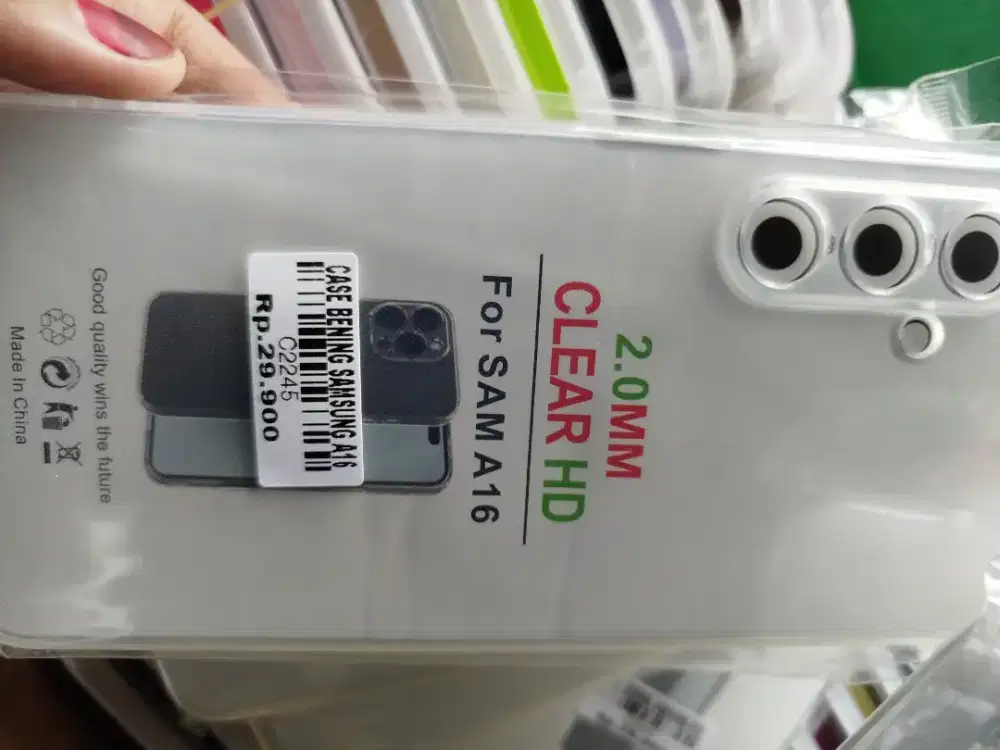 2.0MM
CLEAR HD
For SAM A16
CASE BENING SAMSUNG A16
C2245
Rp.29.900
Good quality wins the future
Made In China